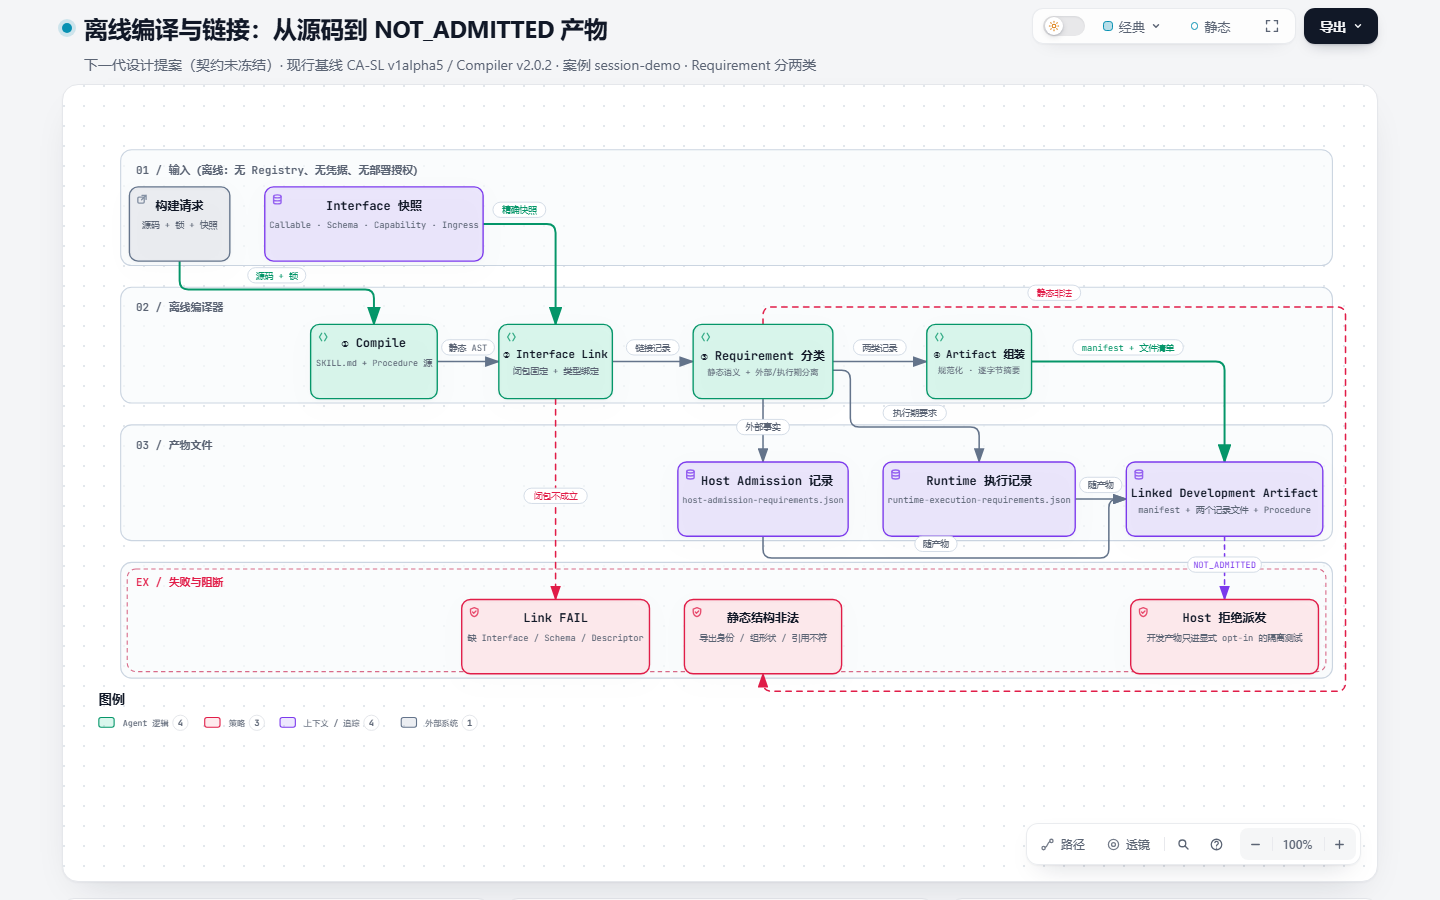 离线编译与链接：从源码到 NOT_ADMITTED 产物
经典
静态
导出
下一代设计提案（契约未冻结）· 现行基线 CA-SL v1alpha5 / Compiler v2.0.2 · 案例 session-demo · Requirement 分两类
01 / 输入 (离线: 无 Registry、无凭据、无部署授权)
构建请求
源码 + 锁 + 快照
Interface 快照
Callable · Schema · Capability · Ingress
精确快照
源码 + 锁
02 / 离线编译器
静态非法
Compile
SKILL.md + Procedure 源
静态 AST
Interface Link
闭包固定 + 类型绑定
链接记录
Requirement 分类
静态语义 + 外部/执行期分离
两类记录
Artifact 组装
规范化 · 逐字节摘要
manifest + 文件清单
外部事实
执行期要求
03 / 产物文件
Host Admission 记录
host-admission-requirements.json
Runtime 执行记录
runtime-execution-requirements.json
随产物
Linked Development Artifact
manifest + 两个记录文件 + Procedure
闭包不成立
随产物
NOT_ADMITTED
EX / 失败与阻断
Link FAIL
缺 Interface / Schema / Descriptor
静态结构非法
导出身份 / 组形状 / 引用不符
Host 拒绝派发
开发产物只进显式 opt-in 的隔离测试
图例
Agent 逻辑 4
策略 3
上下文 / 追踪 4
外部系统 1
路径
透镜
100%